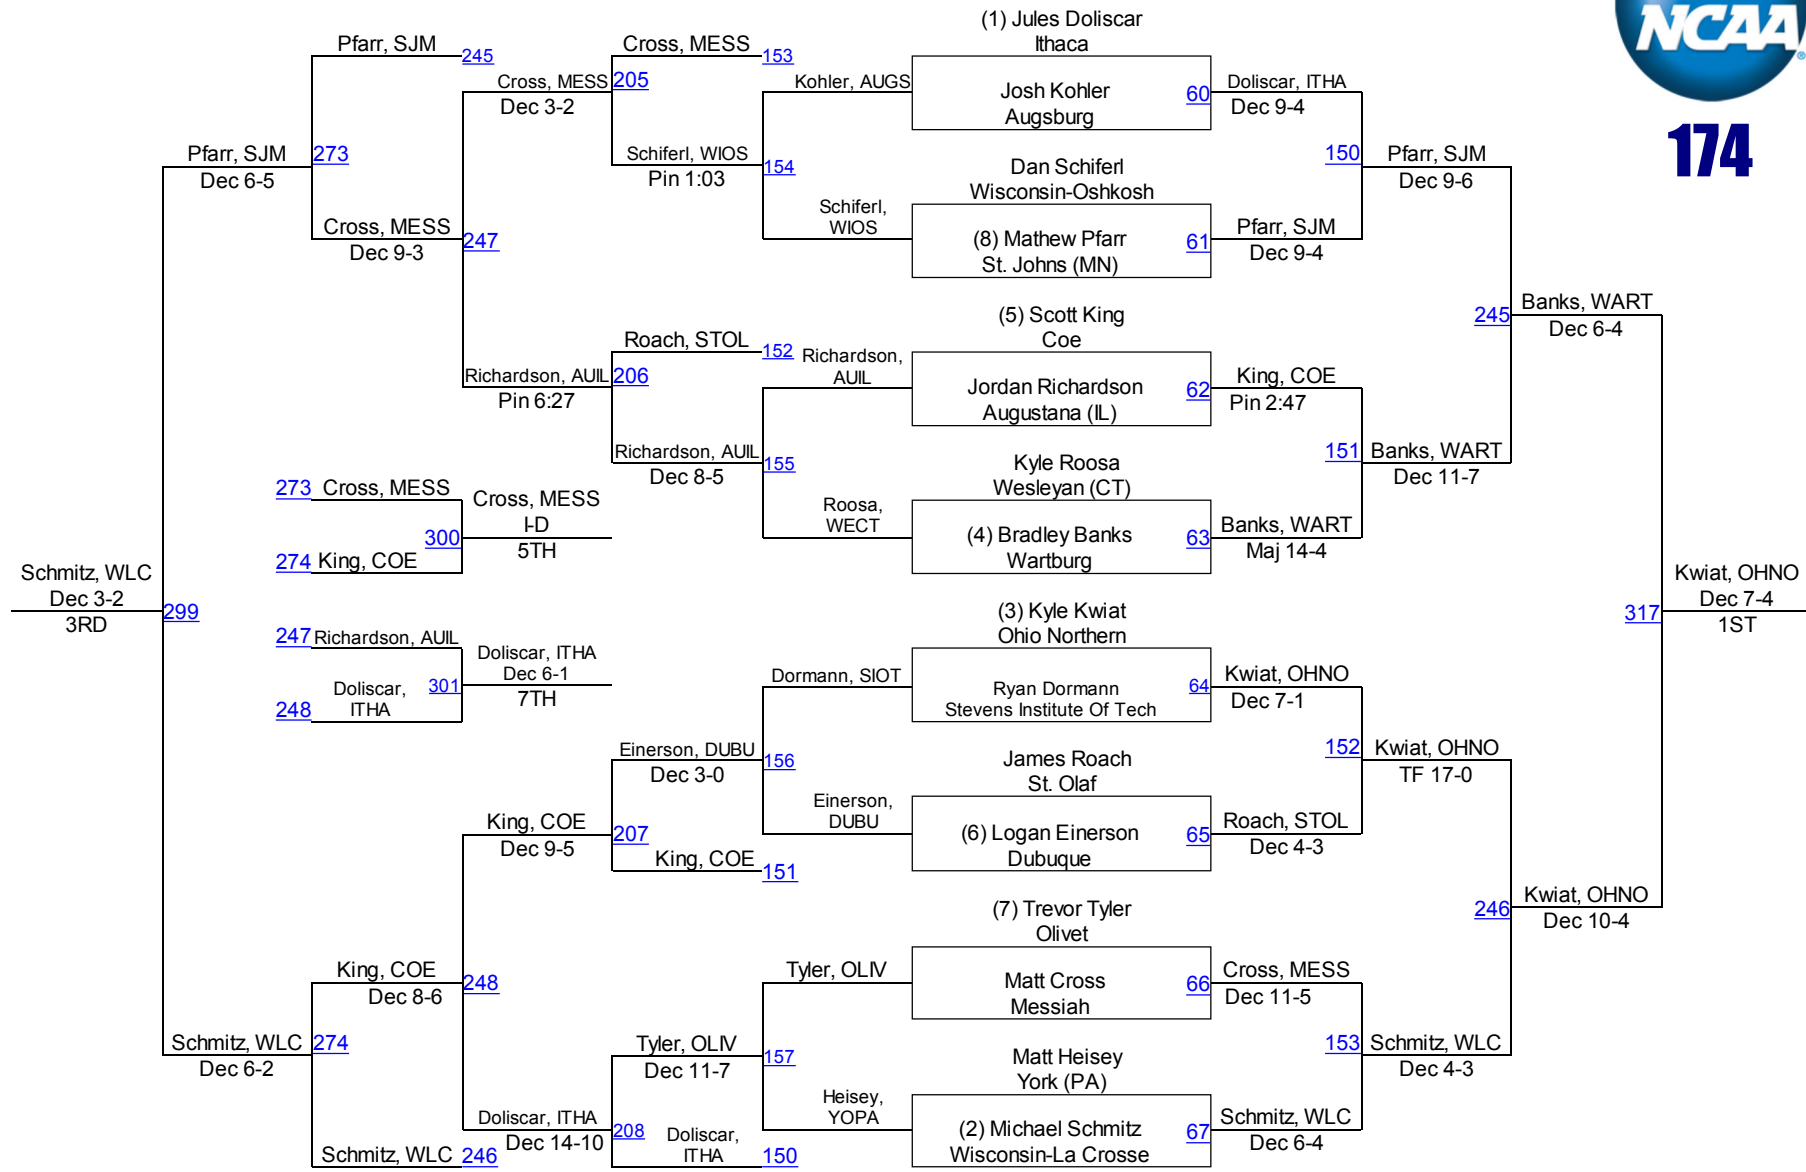 NCAA
174
(1) Jules Doliscar
Ithaca
Pfarr, SJM
245
Cross, MESS
153
Cross, MESS
205
Dec 3-2
Kohler, AUGS
Josh Kohler
Augsburg
60
Doliscar, ITHA
Dec 9-4
Pfarr, SJM
273
Dec 6-5
Schiferl, WIOS
154
Pin 1:03
Dan Schiferl
Wisconsin-Oshkosh
150
Pfarr, SJM
Dec 9-6
Cross, MESS
247
Dec 9-3
Schiferl,
WIOS
(8) Mathew Pfarr
St. Johns (MN)
61
Pfarr, SJM
Dec 9-4
(5) Scott King
Coe
245
Banks, WART
Dec 6-4
Roach, STOL
152
Richardson,
AUIL
Richardson, AUIL
206
Pin 6:27
Jordan Richardson
Augustana (IL)
62
King, COE
Pin 2:47
Richardson, AUIL
155
Dec 8-5
Kyle Roosa
Wesleyan (CT)
151
Banks, WART
Dec 11-7
273
Cross, MESS
Cross, MESS
I-D
5TH
300
274
King, COE
Roosa,
WECT
(4) Bradley Banks
Wartburg
63
Banks, WART
Maj 14-4
Schmitz, WLC
Dec 3-2
3RD
299
(3) Kyle Kwiat
Ohio Northern
317
Kwiat, OHNO
Dec 7-4
1ST
247
Richardson, AUIL
Doliscar, ITHA
Dec 6-1
7TH
301
Doliscar,
ITHA
248
Dormann, SIOT
Ryan Dormann
Stevens Institute Of Tech
64
Kwiat, OHNO
Dec 7-1
Einerson, DUBU
156
Dec 3-0
James Roach
St. Olaf
152
Kwiat, OHNO
TF 17-0
King, COE
207
Dec 9-5
King, COE
151
Einerson,
DUBU
(6) Logan Einerson
Dubuque
65
Roach, STOL
Dec 4-3
(7) Trevor Tyler
Olivet
246
Kwiat, OHNO
Dec 10-4
King, COE
248
Dec 8-6
Tyler, OLIV
Matt Cross
Messiah
66
Cross, MESS
Dec 11-5
Schmitz, WLC
274
Dec 6-2
Tyler, OLIV
157
Dec 11-7
Matt Heisey
York (PA)
153
Schmitz, WLC
Dec 4-3
Doliscar, ITHA
208
Dec 14-10
Schmitz, WLC
246
Doliscar,
ITHA
150
Heisey,
YOPA
(2) Michael Schmitz
Wisconsin-La Crosse
67
Schmitz, WLC
Dec 6-4